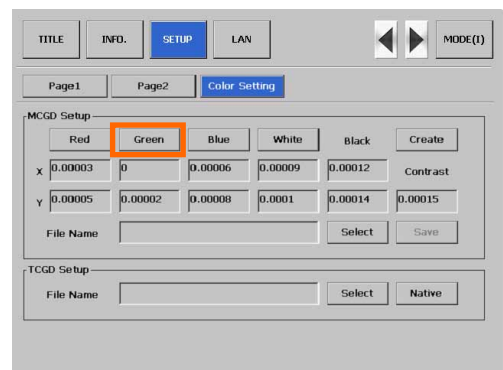 TITLE INFO. SETUP LAN MODE(I)
Page1 Page2 Color Setting
MCGD Setup
Red Green Blue White Black Create
X 0.00003 0 0.00006 0.00009 0.00012 Contrast
Y 0.00005 0.00002 0.00008 0.0001 0.00014 0.00015
File Name Select Save
TCGD Setup
File Name Select Native